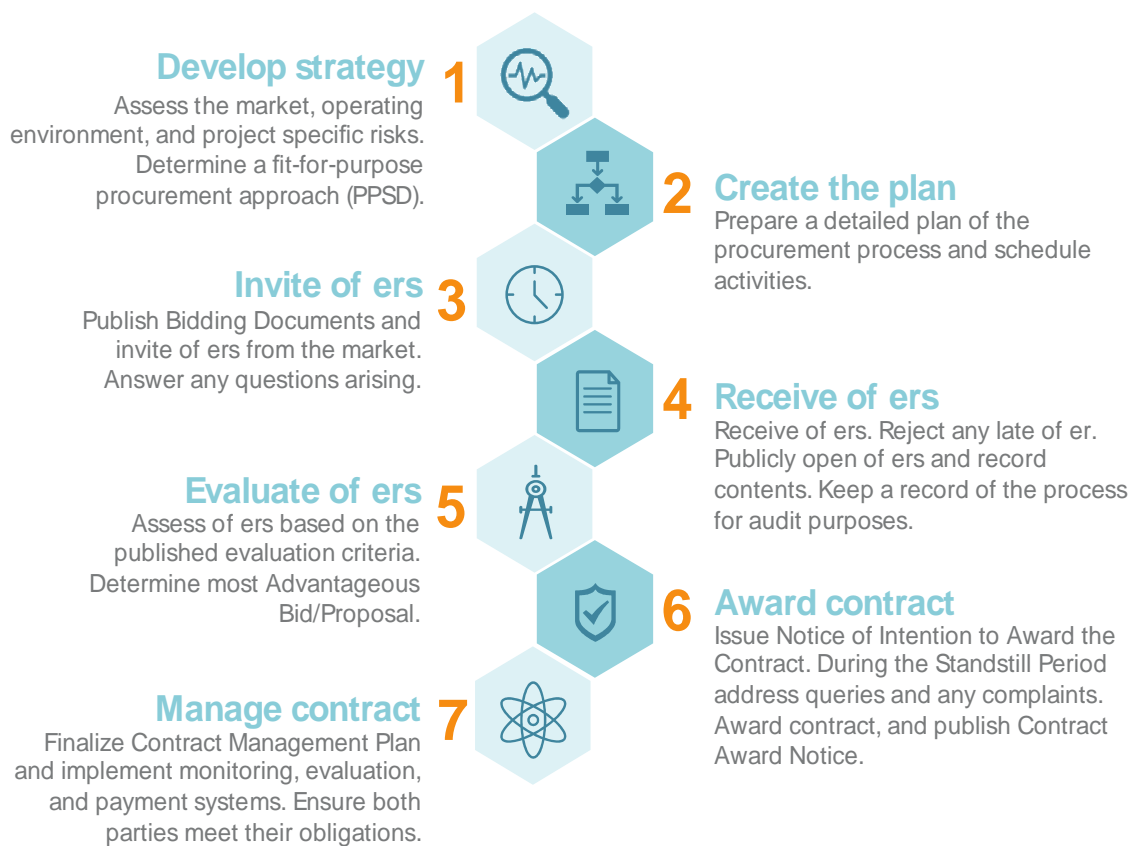 1
Develop strategy
Assess the market, operating
environment, and project specific risks.
Determine a fit-for-purpose
procurement approach (PPSD).
2
Create the plan
Prepare a detailed plan of the
procurement process and schedule
activities.
3
Invite of ers
Publish Bidding Documents and
invite of ers from the market.
Answer any questions arising.
4
Receive of ers
Receive of ers. Reject any late of er.
Publicly open of ers and record
contents. Keep a record of the process
for audit purposes.
5
Evaluate of ers
Assess of ers based on the
published evaluation criteria.
Determine most Advantageous
Bid/Proposal.
6
Award contract
Issue Notice of Intention to Award the
Contract. During the Standstill Period
address queries and any complaints.
Award contract, and publish Contract
Award Notice.
7
Manage contract
Finalize Contract Management Plan
and implement monitoring, evaluation,
and payment systems. Ensure both
parties meet their obligations.